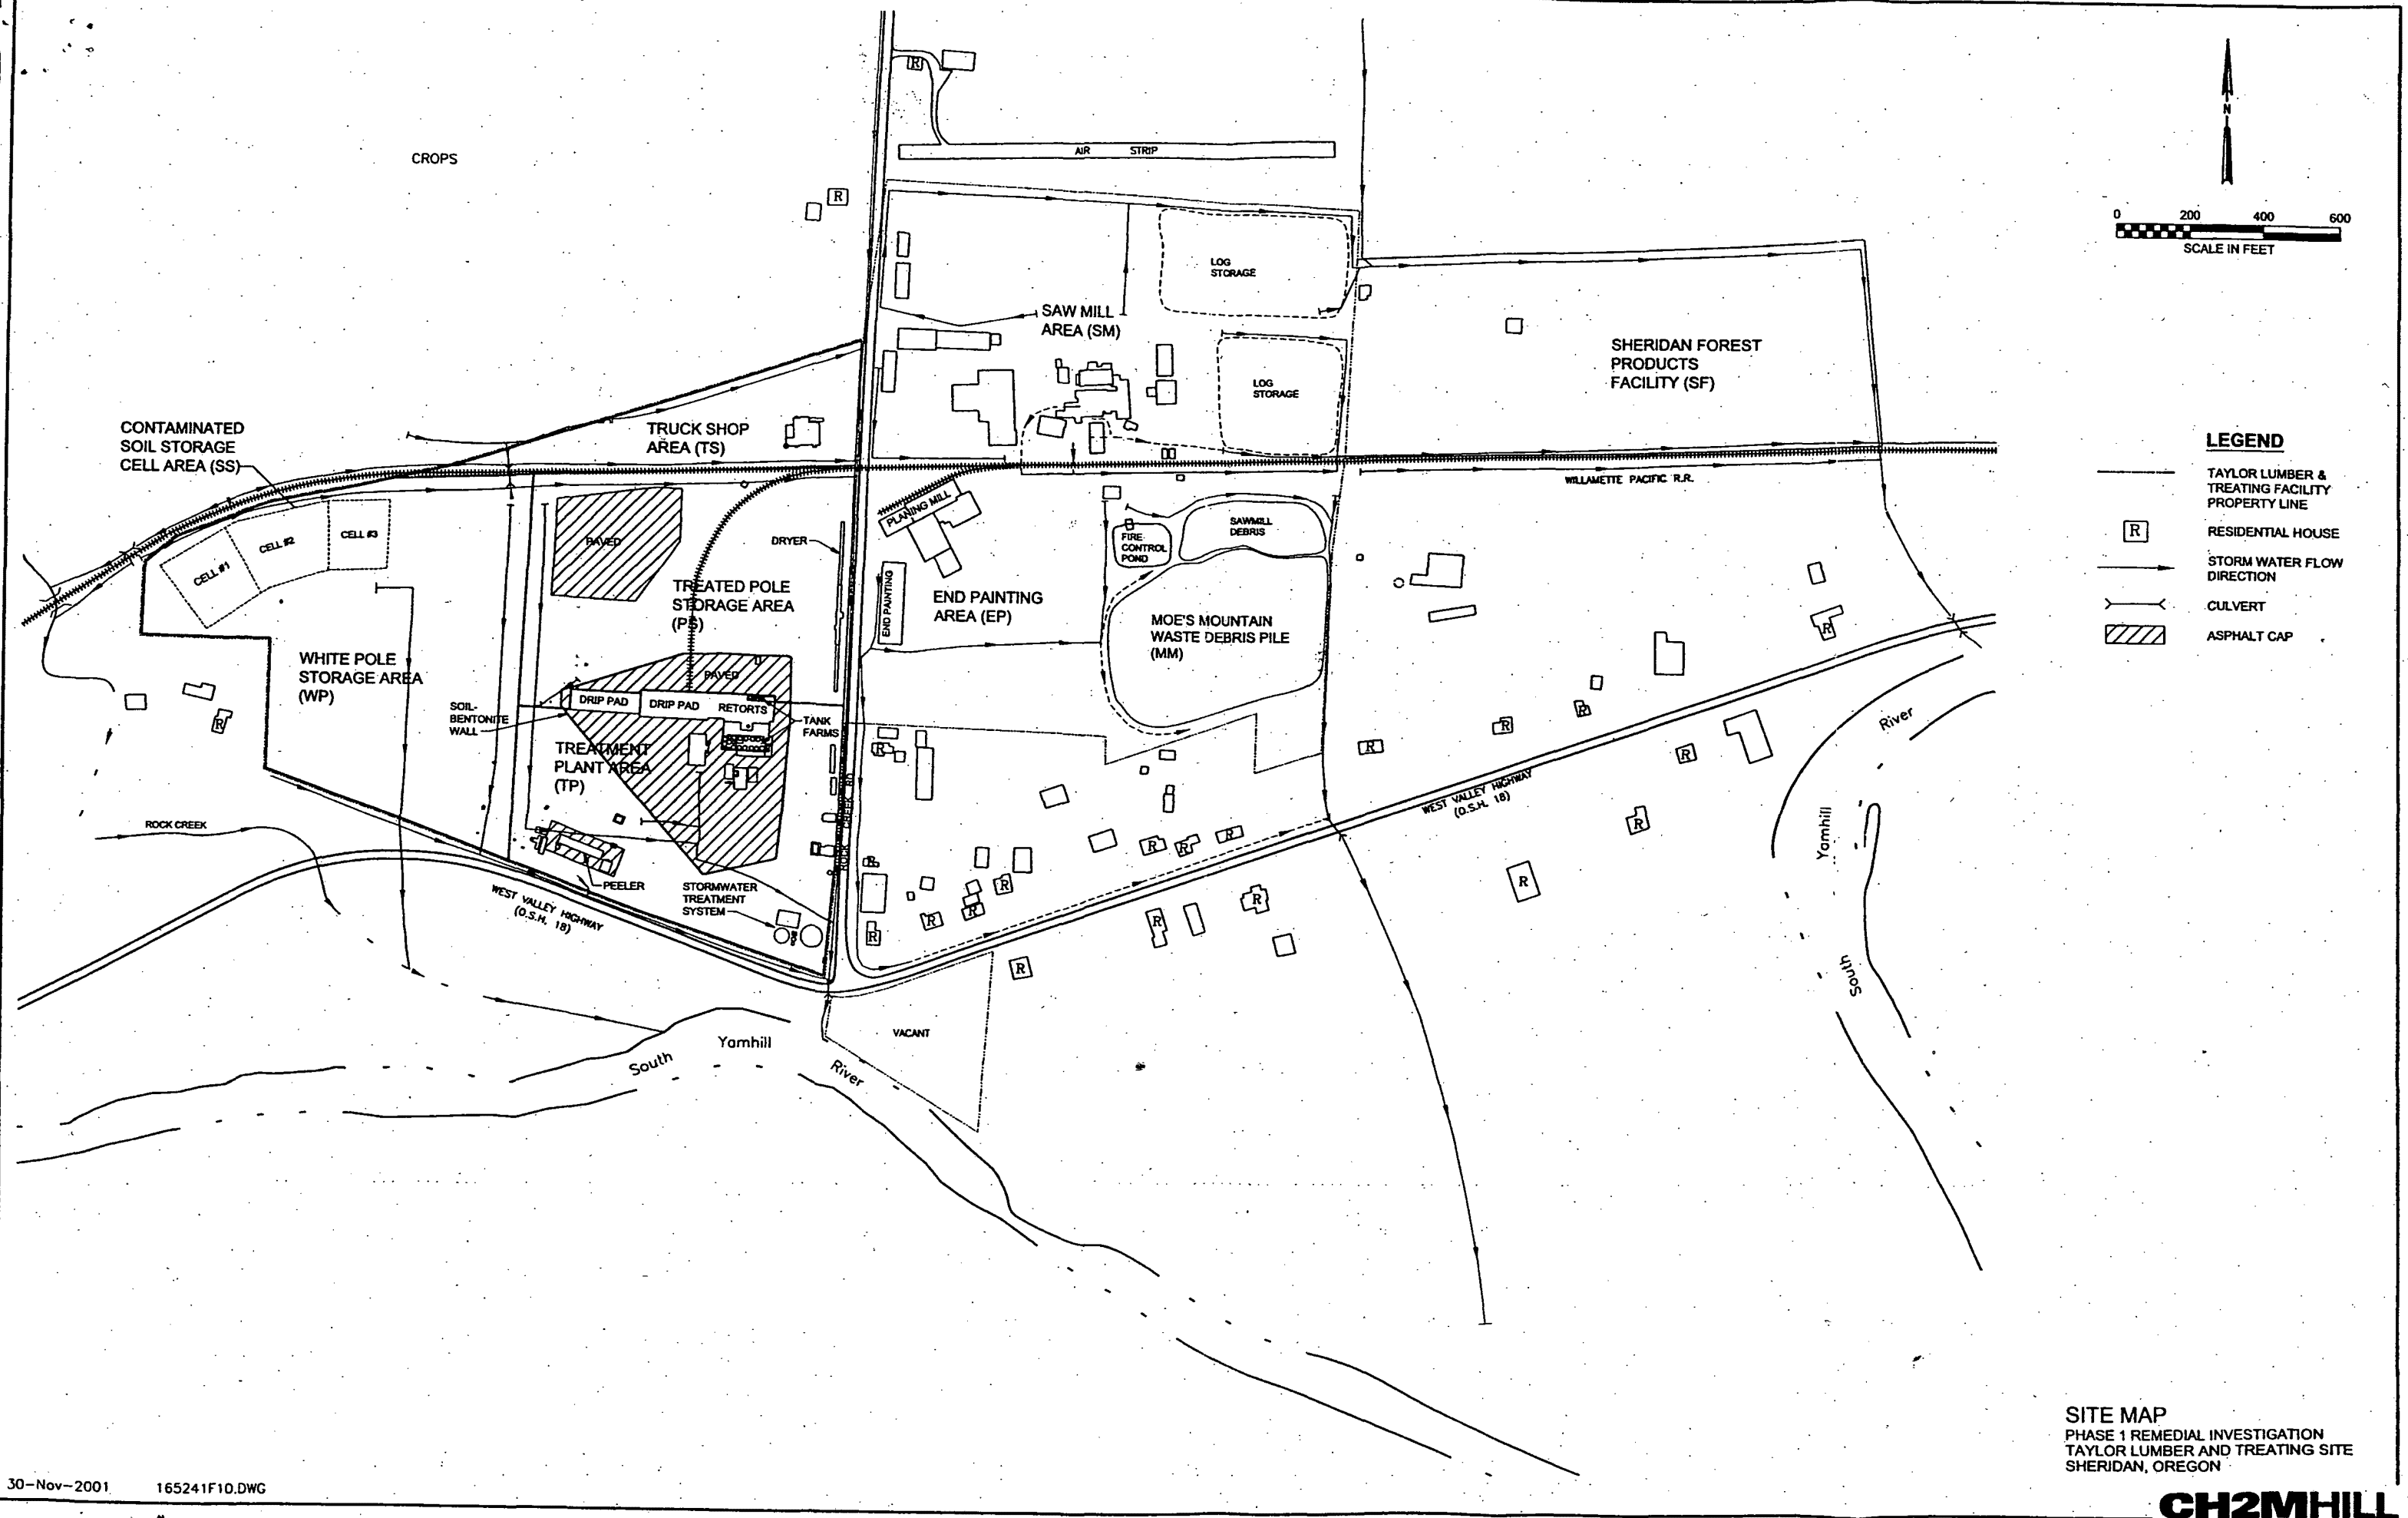 R
CROPS
AIR STRIP
R
N
0 200 400 600
SCALE IN FEET
LOG
STORAGE
SAW MILL
AREA (SM)
SHERIDAN FOREST
PRODUCTS
FACILITY (SF)
LOG
STORAGE
CONTAMINATED
SOIL STORAGE
CELL AREA (SS)
TRUCK SHOP
AREA (TS)
WILLAMETTE PACIFIC R.R.
LEGEND
TAYLOR LUMBER &
TREATING FACILITY
PROPERTY LINE
R
RESIDENTIAL HOUSE
STORM WATER FLOW
DIRECTION
CULVERT
ASPHALT CAP
CELL #1
CELL #2
CELL #3
PAVED
DRYER
PLANING MILL
END PAINTING
FIRE
CONTROL
POND
SAWMILL
DEBRIS
TREATED POLE
STORAGE AREA
(PS)
END PAINTING
AREA (EP)
MOE'S MOUNTAIN
WASTE DEBRIS PILE
(MM)
R
WHITE POLE
STORAGE AREA
(WP)
R
PAVED
DRIP PAD
DRIP PAD
RETORTS
SOIL-
BENTONITE
WALL
TANK
FARMS
TREATMENT
PLANT AREA
(TP)
R
R
R
R
R
River
Yamhill
South
ROCK CREEK
ROCK CREEK RD
WEST VALLEY HIGHWAY
(O.S.H. 18)
R
R
R
R
R
R
R
R
R
R
R
R
R
R
PEELER
STORMWATER
TREATMENT
SYSTEM
WEST VALLEY HIGHWAY
(O.S.H. 18)
VACANT
South
Yamhill
River
SITE MAP
PHASE 1 REMEDIAL INVESTIGATION
TAYLOR LUMBER AND TREATING SITE
SHERIDAN, OREGON
30-Nov-2001 165241F10.DWG
CH2MHILL